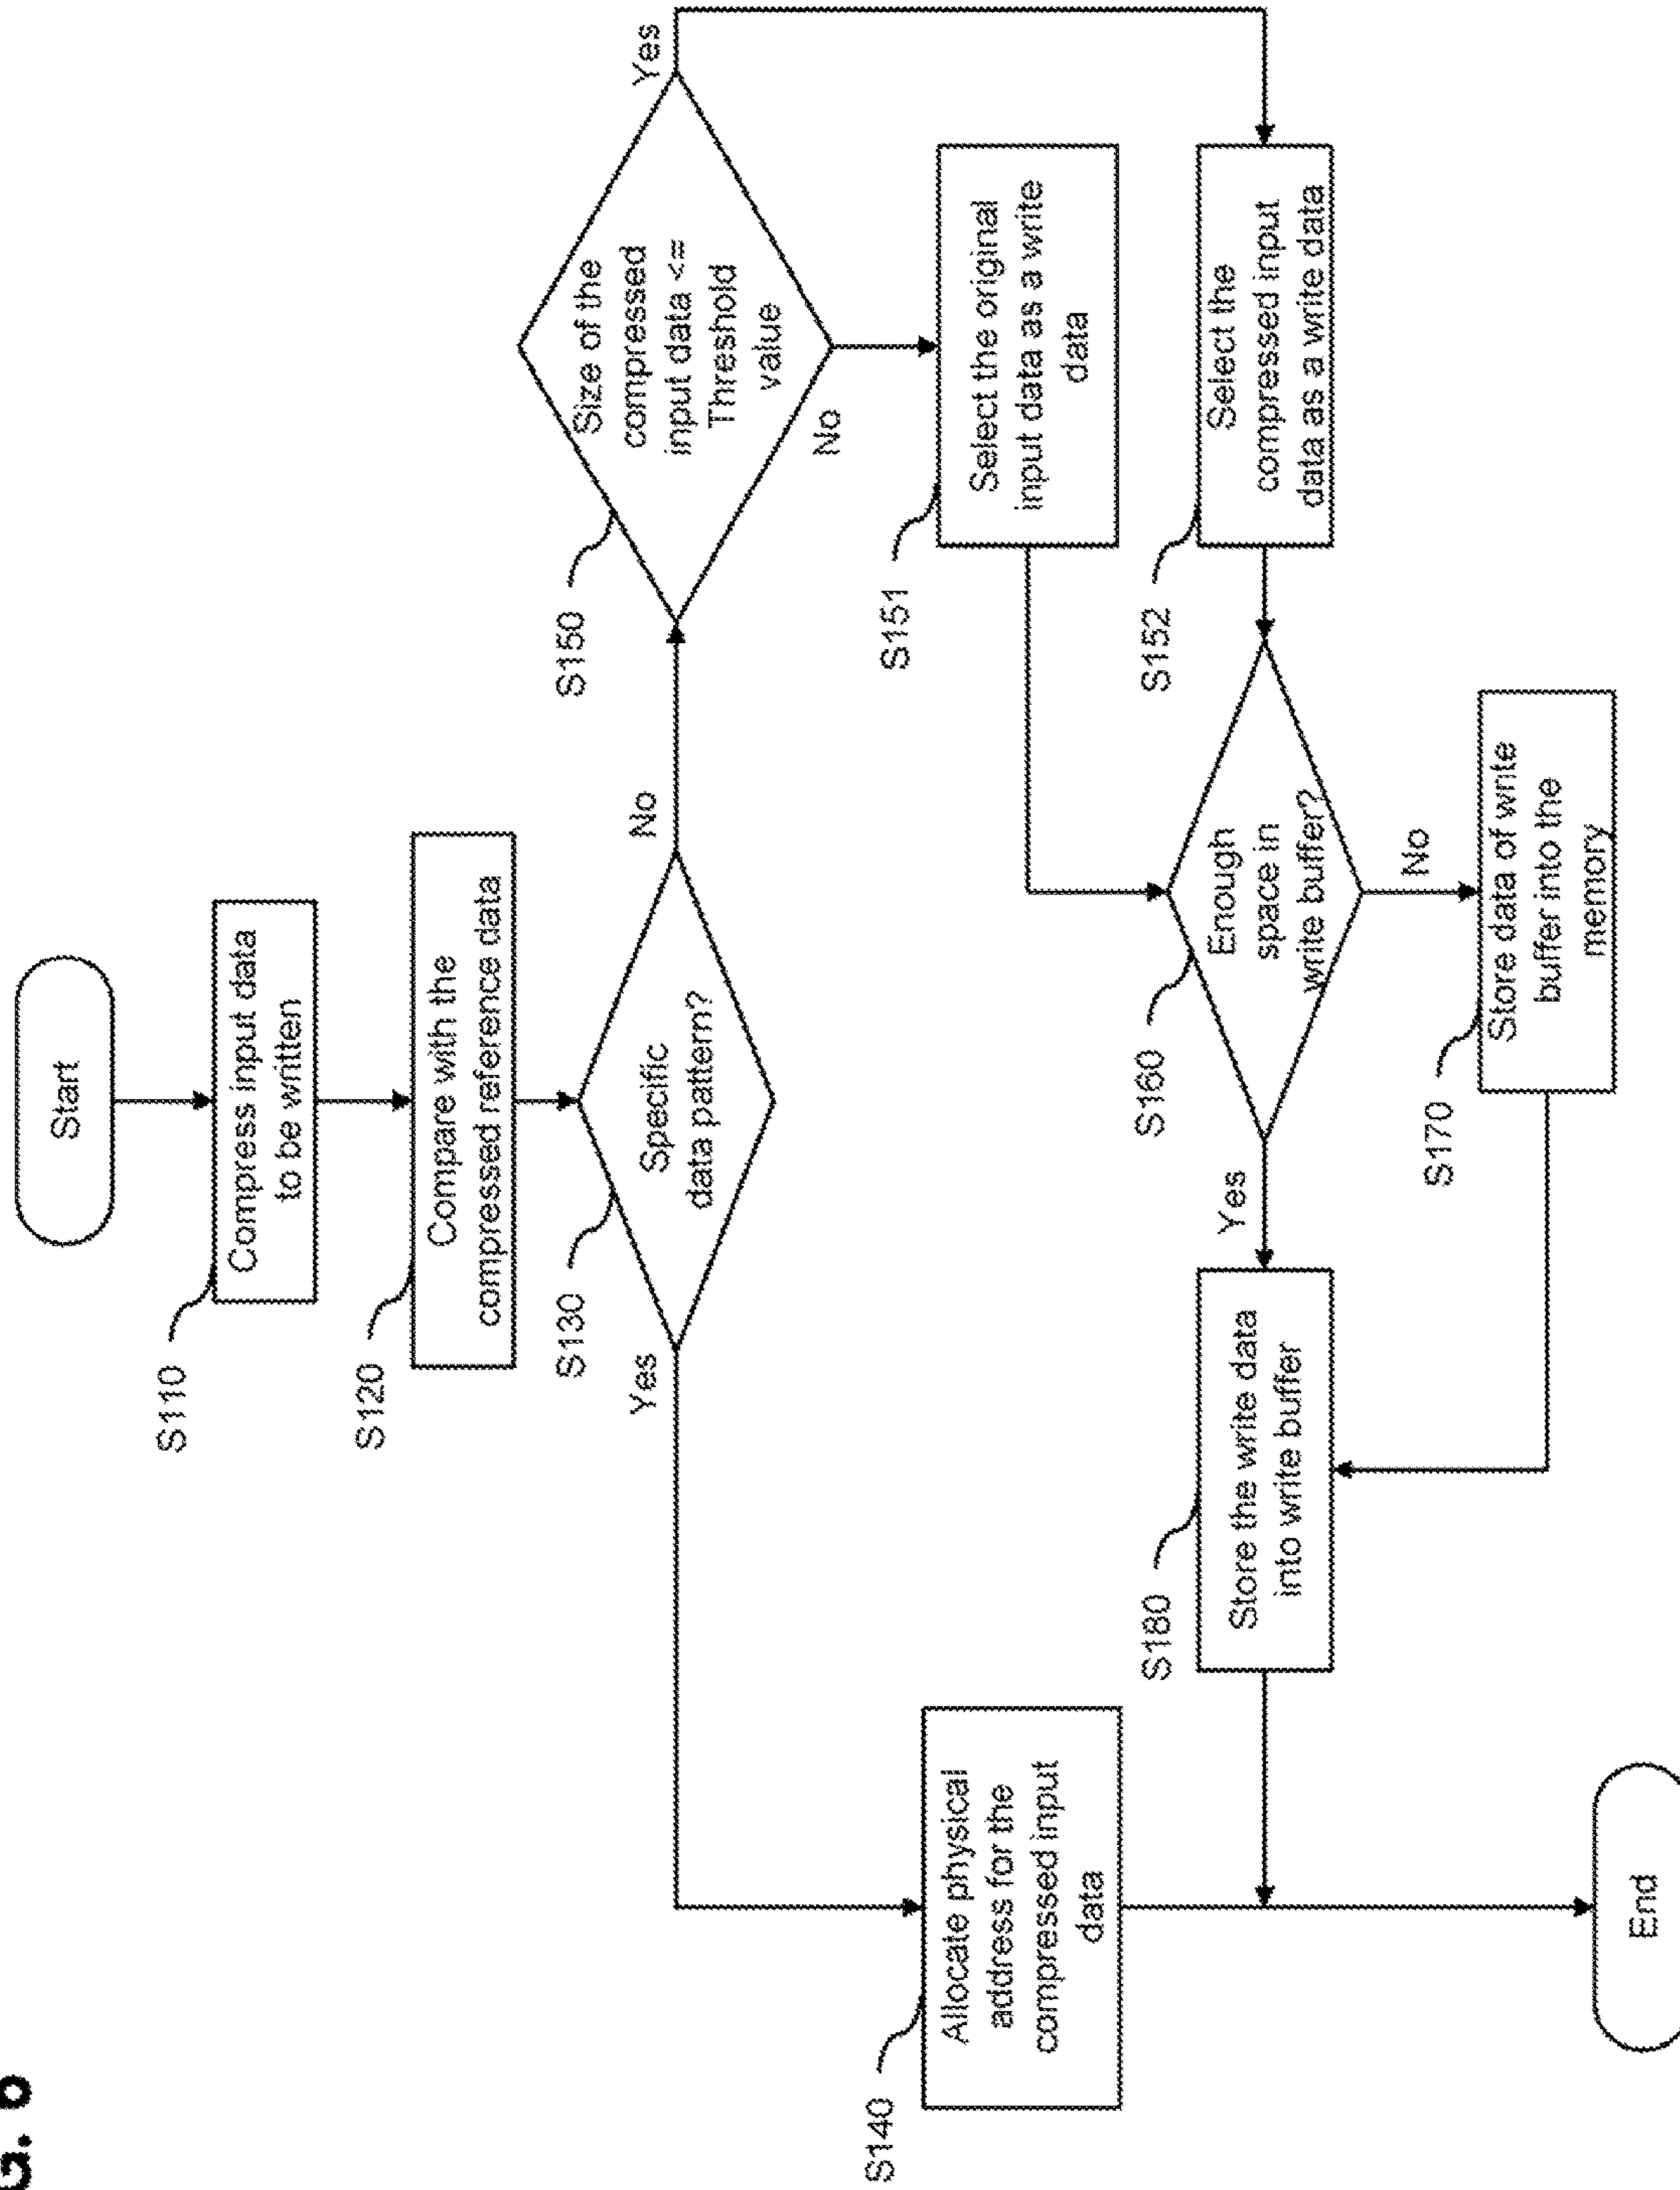 G. 6
Start
S110
Compress input data
to be written
S120
Compare with the
compressed reference data
S130
Specific
data pattern?
Yes
No
S150
Size of the
compressed
input data <=
Threshold
value
Yes
No
S140
Allocate physical
address for the
compressed input
data
S151
Select the original
input data as a write
data
S152
Select the
compressed input
data as a write data
S160
Enough
space in
write buffer?
Yes
No
S180
Store the write data
into write buffer
S170
Store data of write
buffer into the
memory
End